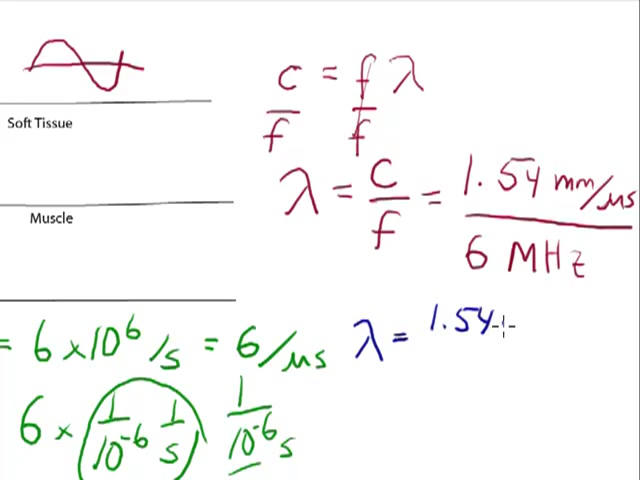 c = f λ
f f
Soft Tissue
λ = c/f = 1.54 mm/μs / 6 MHz
Muscle
= 6 × 10^6 /s = 6/μs
λ = 1.54
6 × (1/10^-6 1/s) 1/10^-6 s